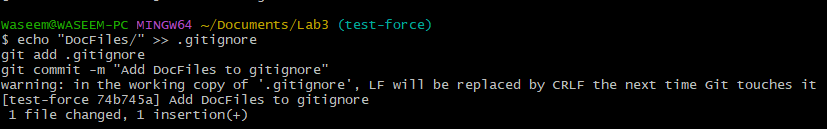 Waseem@WASEEM-PC MINGW64 ~/Documents/Lab3 (test-force)
$ echo "DocFiles/" >> .gitignore
git add .gitignore
git commit -m "Add DocFiles to gitignore"
warning: in the working copy of '.gitignore', LF will be replaced by CRLF the next time Git touches it
[test-force 74b745a] Add DocFiles to gitignore
 1 file changed, 1 insertion(+)